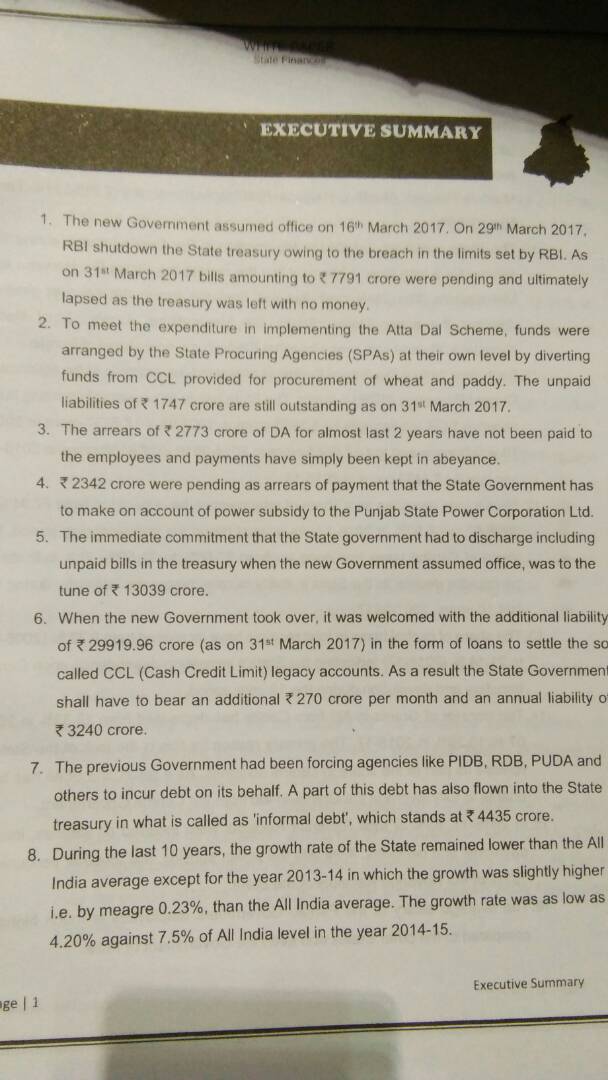 WHITE PAPER
State Finances
EXECUTIVE SUMMARY
1. The new Government assumed office on 16th March 2017. On 29th March 2017,
RBI shutdown the State treasury owing to the breach in the limits set by RBI. As
on 31st March 2017 bills amounting to ₹ 7791 crore were pending and ultimately
lapsed as the treasury was left with no money.
2. To meet the expenditure in implementing the Atta Dal Scheme, funds were
arranged by the State Procuring Agencies (SPAs) at their own level by diverting
funds from CCL provided for procurement of wheat and paddy. The unpaid
liabilities of ₹ 1747 crore are still outstanding as on 31st March 2017.
3. The arrears of ₹ 2773 crore of DA for almost last 2 years have not been paid to
the employees and payments have simply been kept in abeyance.
4. ₹ 2342 crore were pending as arrears of payment that the State Government has
to make on account of power subsidy to the Punjab State Power Corporation Ltd.
5. The immediate commitment that the State government had to discharge including
unpaid bills in the treasury when the new Government assumed office, was to the
tune of ₹ 13039 crore.
6. When the new Government took over, it was welcomed with the additional liability
of ₹ 29919.96 crore (as on 31st March 2017) in the form of loans to settle the so
called CCL (Cash Credit Limit) legacy accounts. As a result the State Government
shall have to bear an additional ₹ 270 crore per month and an annual liability of
₹ 3240 crore.
7. The previous Government had been forcing agencies like PIDB, RDB, PUDA and
others to incur debt on its behalf. A part of this debt has also flown into the State
treasury in what is called as 'informal debt', which stands at ₹ 4435 crore.
8. During the last 10 years, the growth rate of the State remained lower than the All
India average except for the year 2013-14 in which the growth was slightly higher
i.e. by meagre 0.23%, than the All India average. The growth rate was as low as
4.20% against 7.5% of All India level in the year 2014-15.
Executive Summary
age | 1